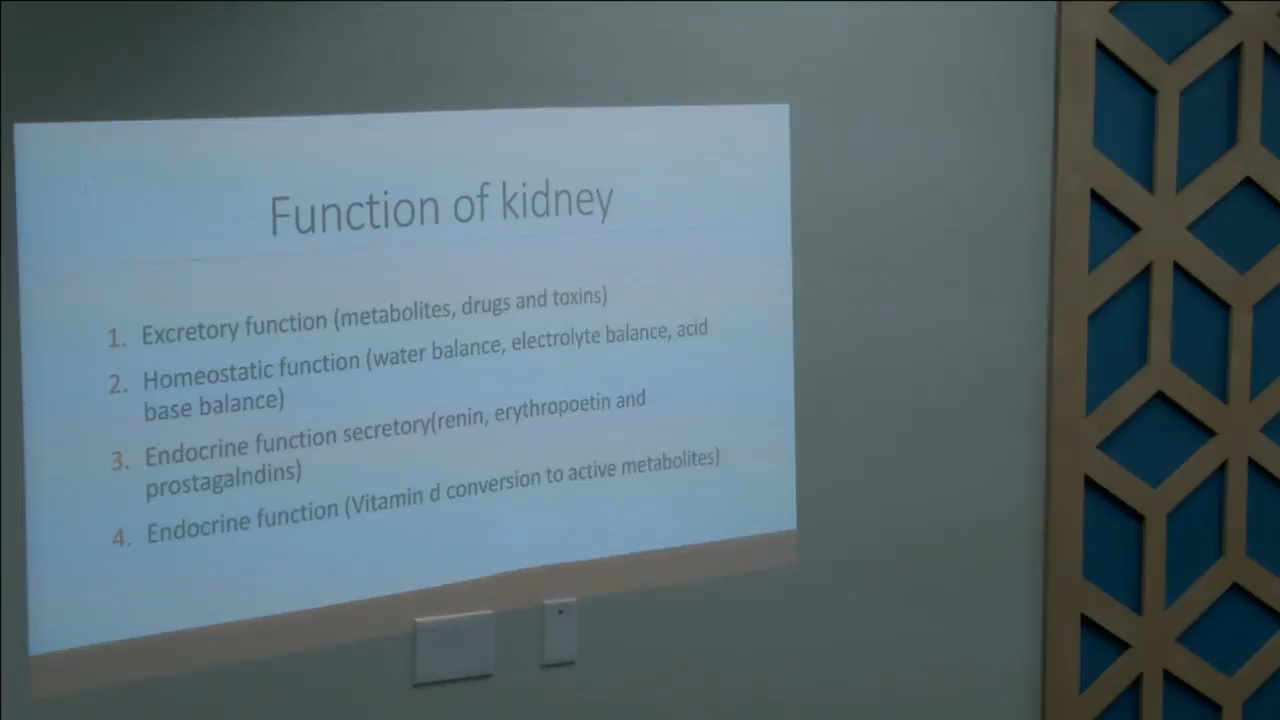 Function of kidney
1. Excretory function (metabolites, drugs and toxins)
2. Homeostatic function (water balance, electrolyte balance, acid
base balance)
3. Endocrine function secretory(renin, erythropoetin and
prostagalndins)
4. Endocrine function (Vitamin d conversion to active metabolites)